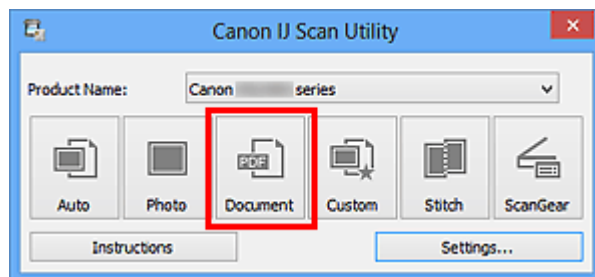 Canon IJ Scan Utility
Product Name: Canon series
PDF
Auto Photo Document Custom Stitch ScanGear
Instructions Settings...